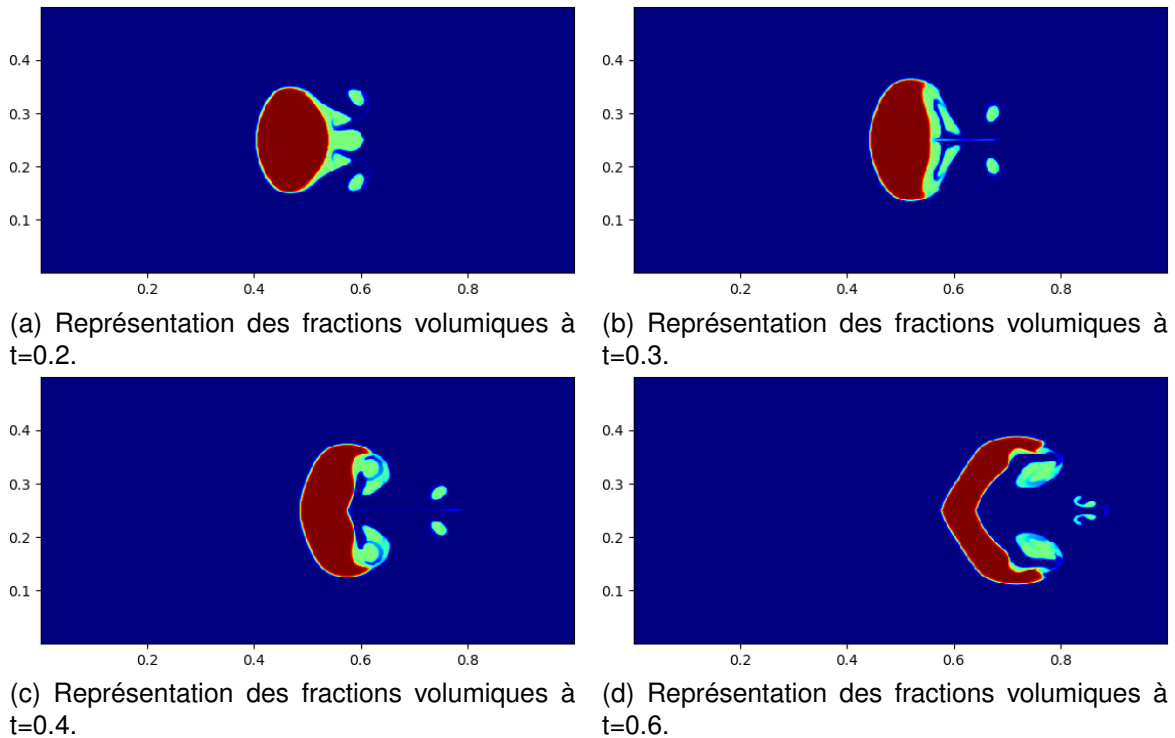 0.4
0.3
0.2
0.1
0.2 0.4 0.6 0.8
0.4
0.3
0.2
0.1
0.2 0.4 0.6 0.8
(a) Représentation des fractions volumiques à
t=0.2.
(b) Représentation des fractions volumiques à
t=0.3.
0.4
0.3
0.2
0.1
0.2 0.4 0.6 0.8
0.4
0.3
0.2
0.1
0.2 0.4 0.6 0.8
(c) Représentation des fractions volumiques à
t=0.4.
(d) Représentation des fractions volumiques à
t=0.6.